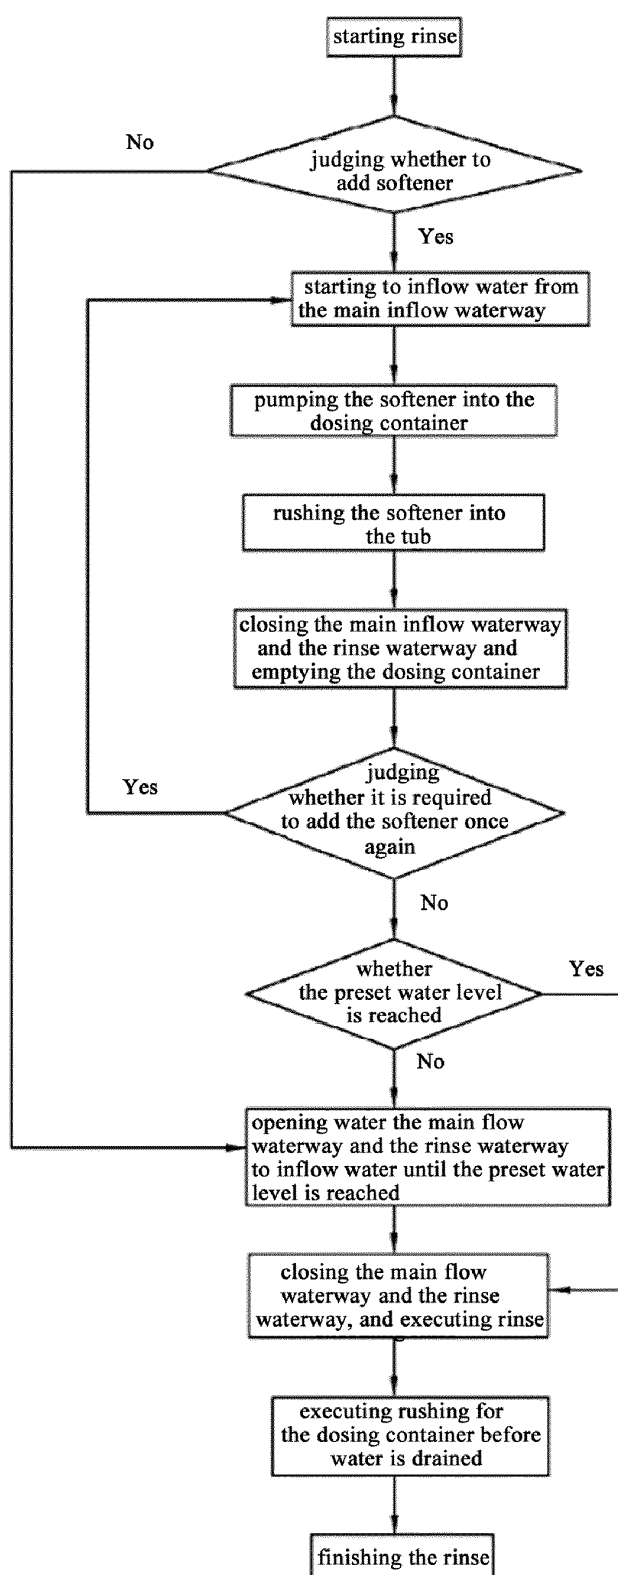 starting rinse
No
judging whether to
add softener
Yes
starting to inflow water from
the main inflow waterway
pumping the softener into the
dosing container
rushing the softener into
the tub
closing the main inflow waterway
and the rinse waterway and
emptying the dosing container
Yes
judging
whether it is required
to add the softener once
again
No
whether
the preset water level
is reached
Yes
No
opening water the main flow
waterway and the rinse waterway
to inflow water until the preset water
level is reached
closing the main flow
waterway and the rinse
waterway, and executing rinse
executing rushing for
the dosing container before
water is drained
finishing the rinse